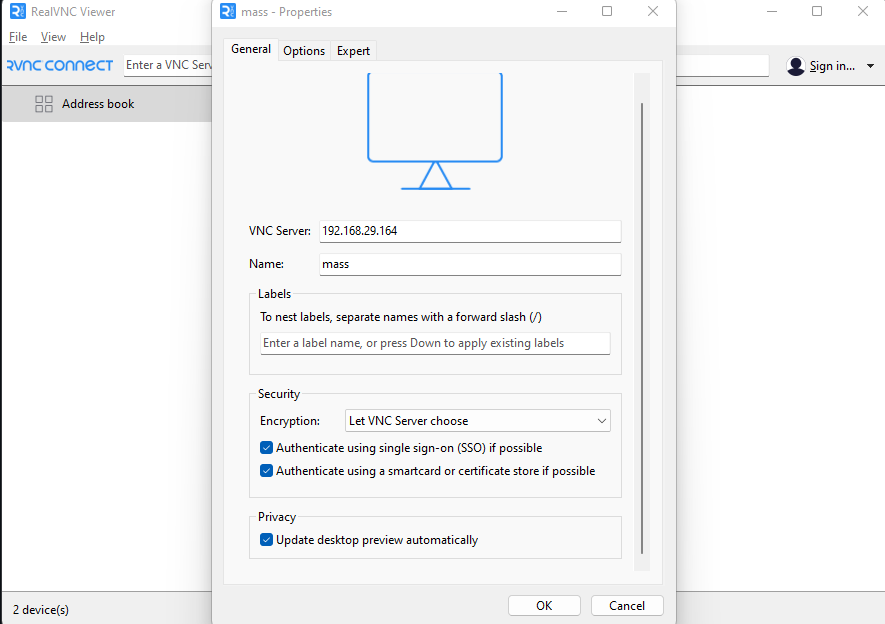 RealVNC Viewer
File View Help
RVNC CONNECT
Enter a VNC Serv
Sign in...
Address book
2 device(s)
mass - Properties
General Options Expert
VNC Server: 192.168.29.164
Name: mass
Labels
To nest labels, separate names with a forward slash (/)
Enter a label name, or press Down to apply existing labels
Security
Encryption: Let VNC Server choose
Authenticate using single sign-on (SSO) if possible
Authenticate using a smartcard or certificate store if possible
Privacy
Update desktop preview automatically
OK Cancel